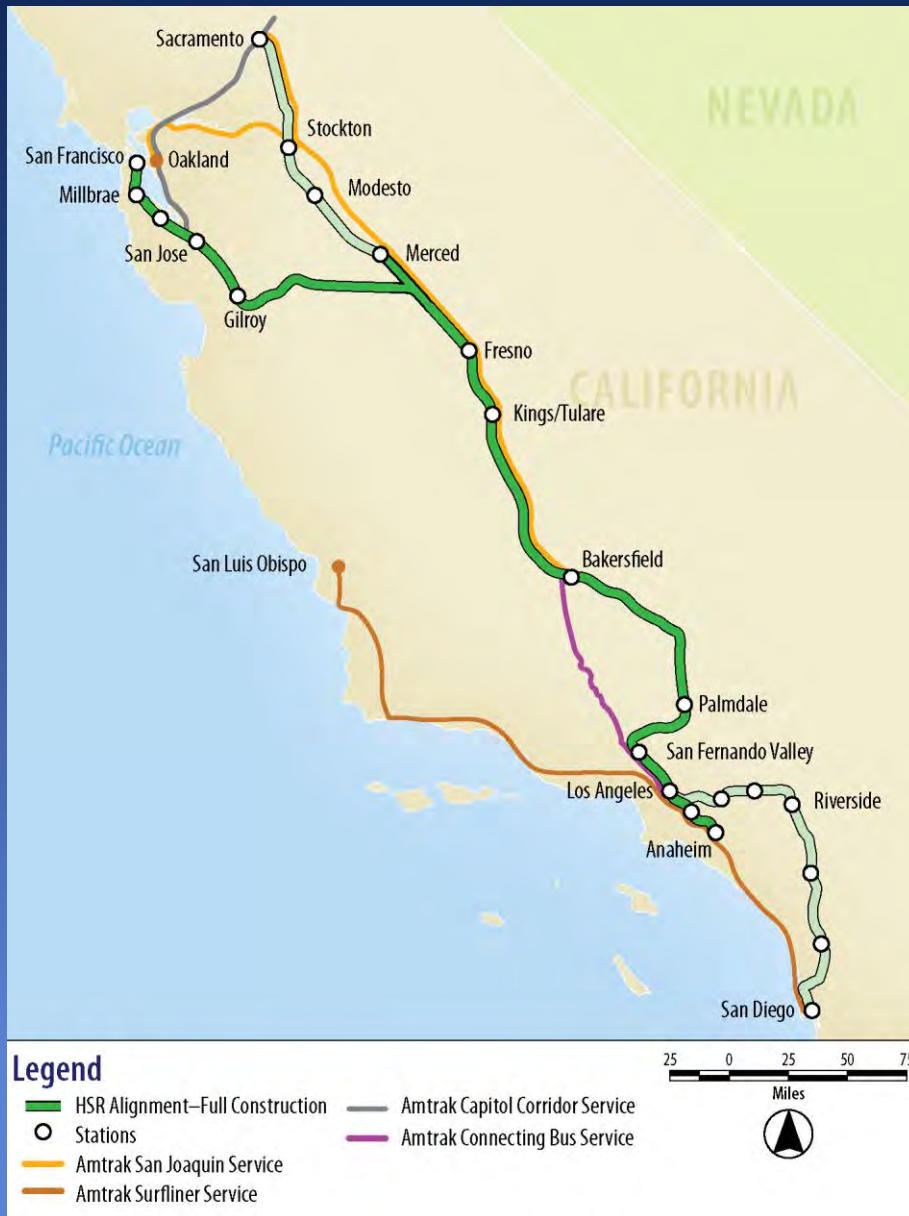 Sacramento
NEVADA
Stockton
San Francisco
Oakland
Millbrae
Modesto
San Jose
Merced
Gilroy
Fresno
CALIFORNIA
Kings/Tulare
Pacific Ocean
San Luis Obispo
Bakersfield
Palmdale
San Fernando Valley
Los Angeles
Riverside
Anaheim
San Diego
Legend
HSR Alignment–Full Construction
Stations
Amtrak San Joaquin Service
Amtrak Surfliner Service
Amtrak Capitol Corridor Service
Amtrak Connecting Bus Service
25 0 25 50 75
Miles